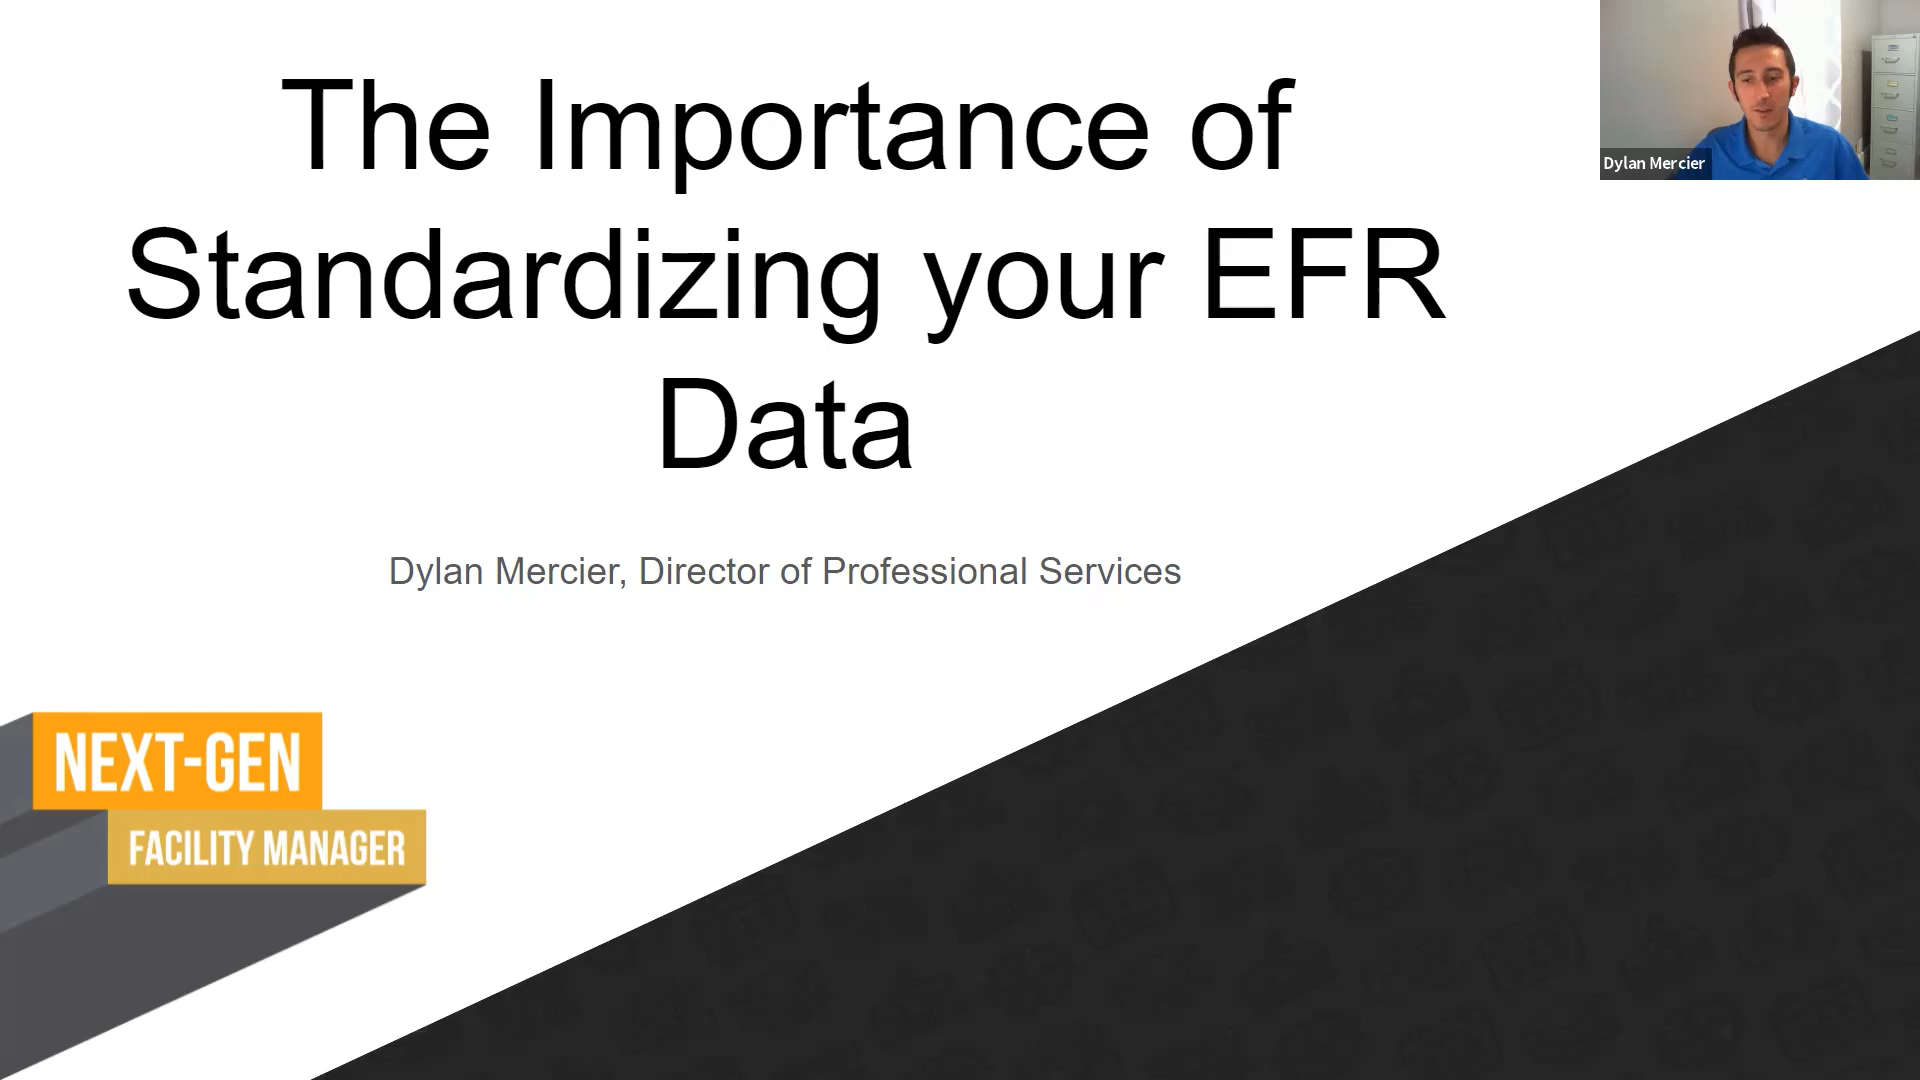 The Importance of
Standardizing your EFR
Data
Dylan Mercier, Director of Professional Services
NEXT-GEN
FACILITY MANAGER
Dylan Mercier